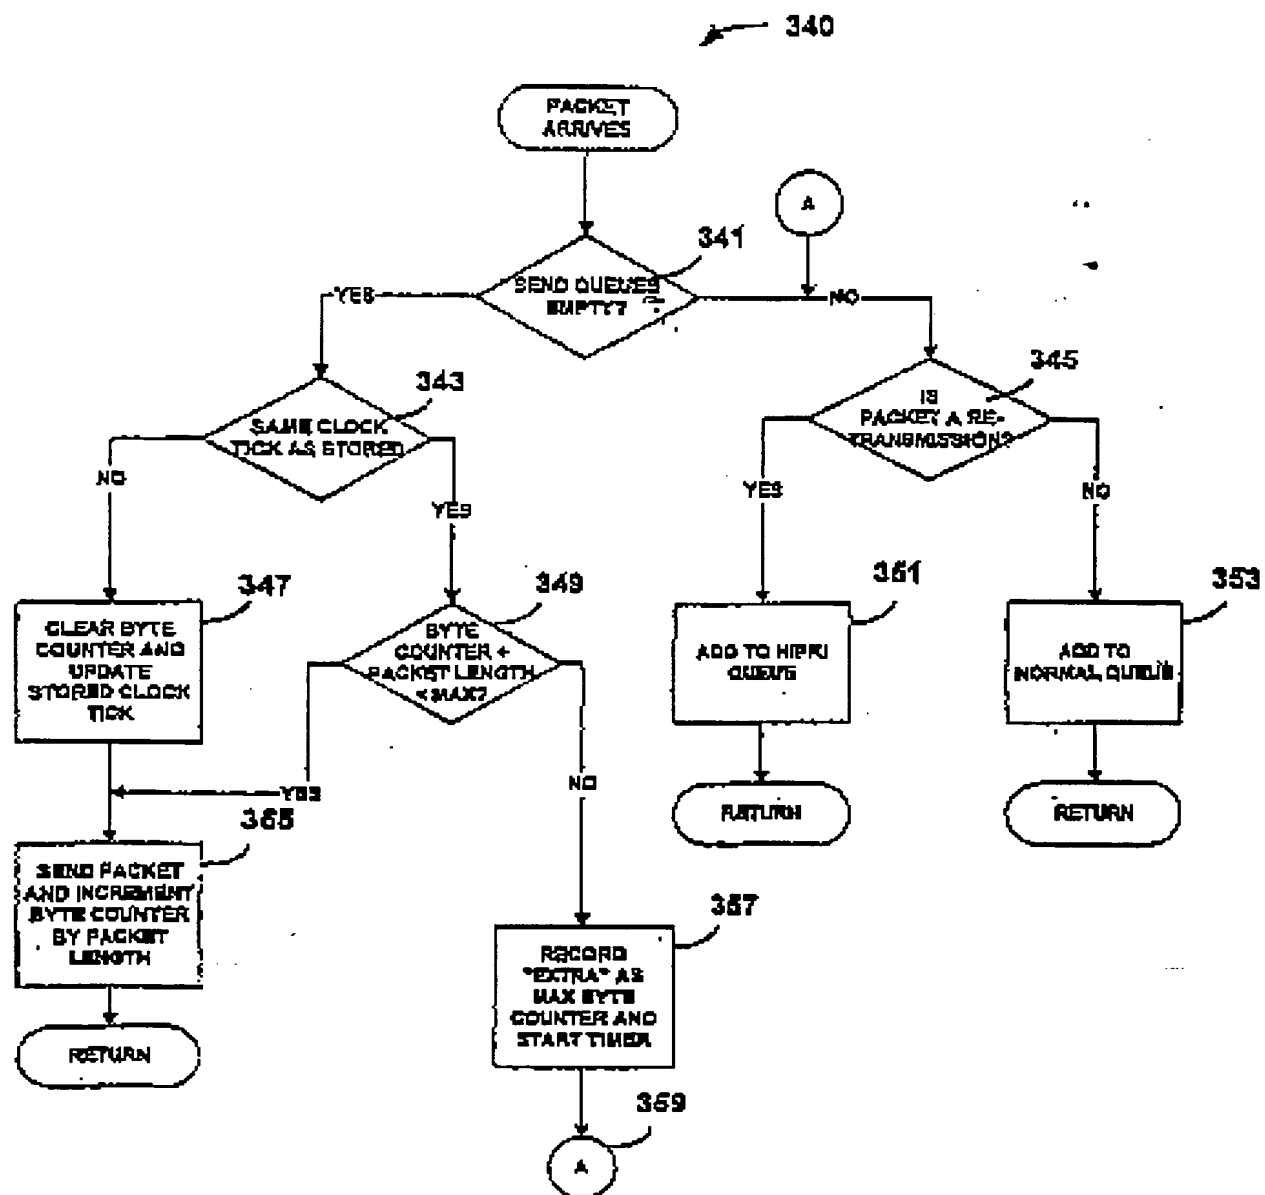 340
PACKET
ARRIVES
A
341
SEND QUEUES
EMPTY?
YES
NO
343
SAME CLOCK
TICK AS STORED
345
IS
PACKET A RE-
TRANSMISSION?
NO
YES
YES
NO
347
CLEAR BYTE
COUNTER AND
UPDATE
STORED CLOCK
TICK
349
BYTE
COUNTER +
PACKET LENGTH
< MAX?
351
ADD TO HIPRI
QUEUE
353
ADD TO
NORMAL QUEUE
YES
NO
RETURN
RETURN
355
SEND PACKET
AND INCREMENT
BYTE COUNTER
BY PACKET
LENGTH
357
RECORD
"EXTRA" AS
MAX BYTE
COUNTER AND
START TIMER
RETURN
359
A